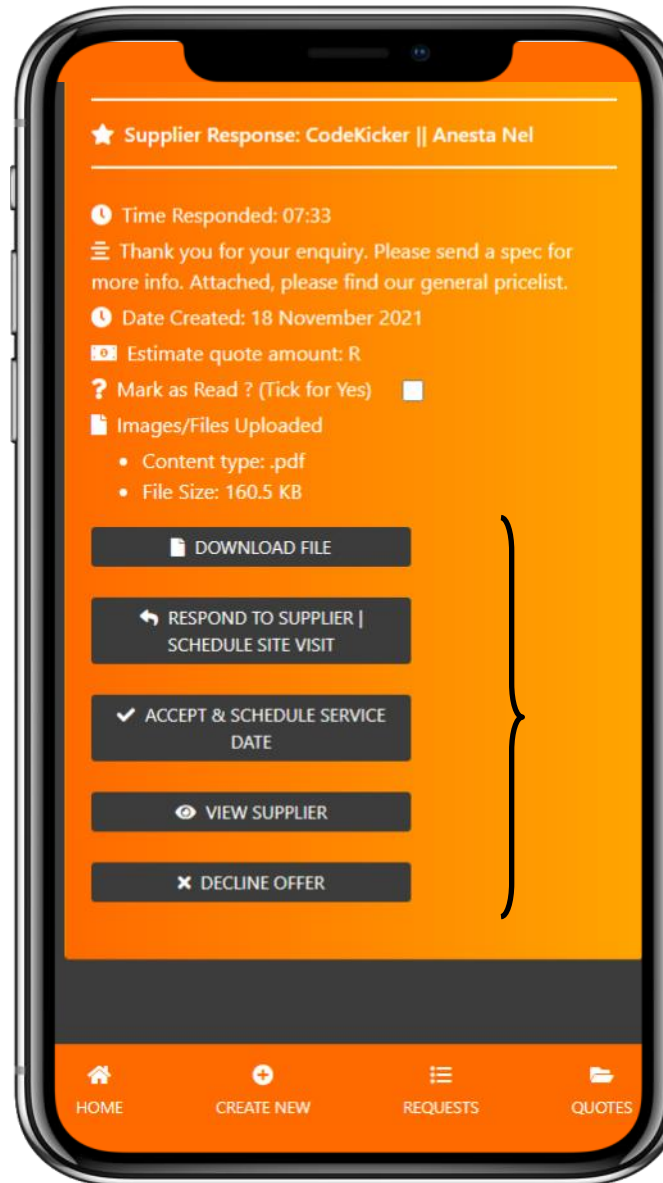 Supplier Response: CodeKicker || Anesta Nel
Time Responded: 07:33
Thank you for your enquiry. Please send a spec for
more info. Attached, please find our general pricelist.
Date Created: 18 November 2021
Estimate quote amount: R
Mark as Read ? (Tick for Yes)
Images/Files Uploaded
• Content type: .pdf
• File Size: 160.5 KB
DOWNLOAD FILE
RESPOND TO SUPPLIER |
SCHEDULE SITE VISIT
ACCEPT & SCHEDULE SERVICE
DATE
VIEW SUPPLIER
DECLINE OFFER
HOME CREATE NEW REQUESTS QUOTES